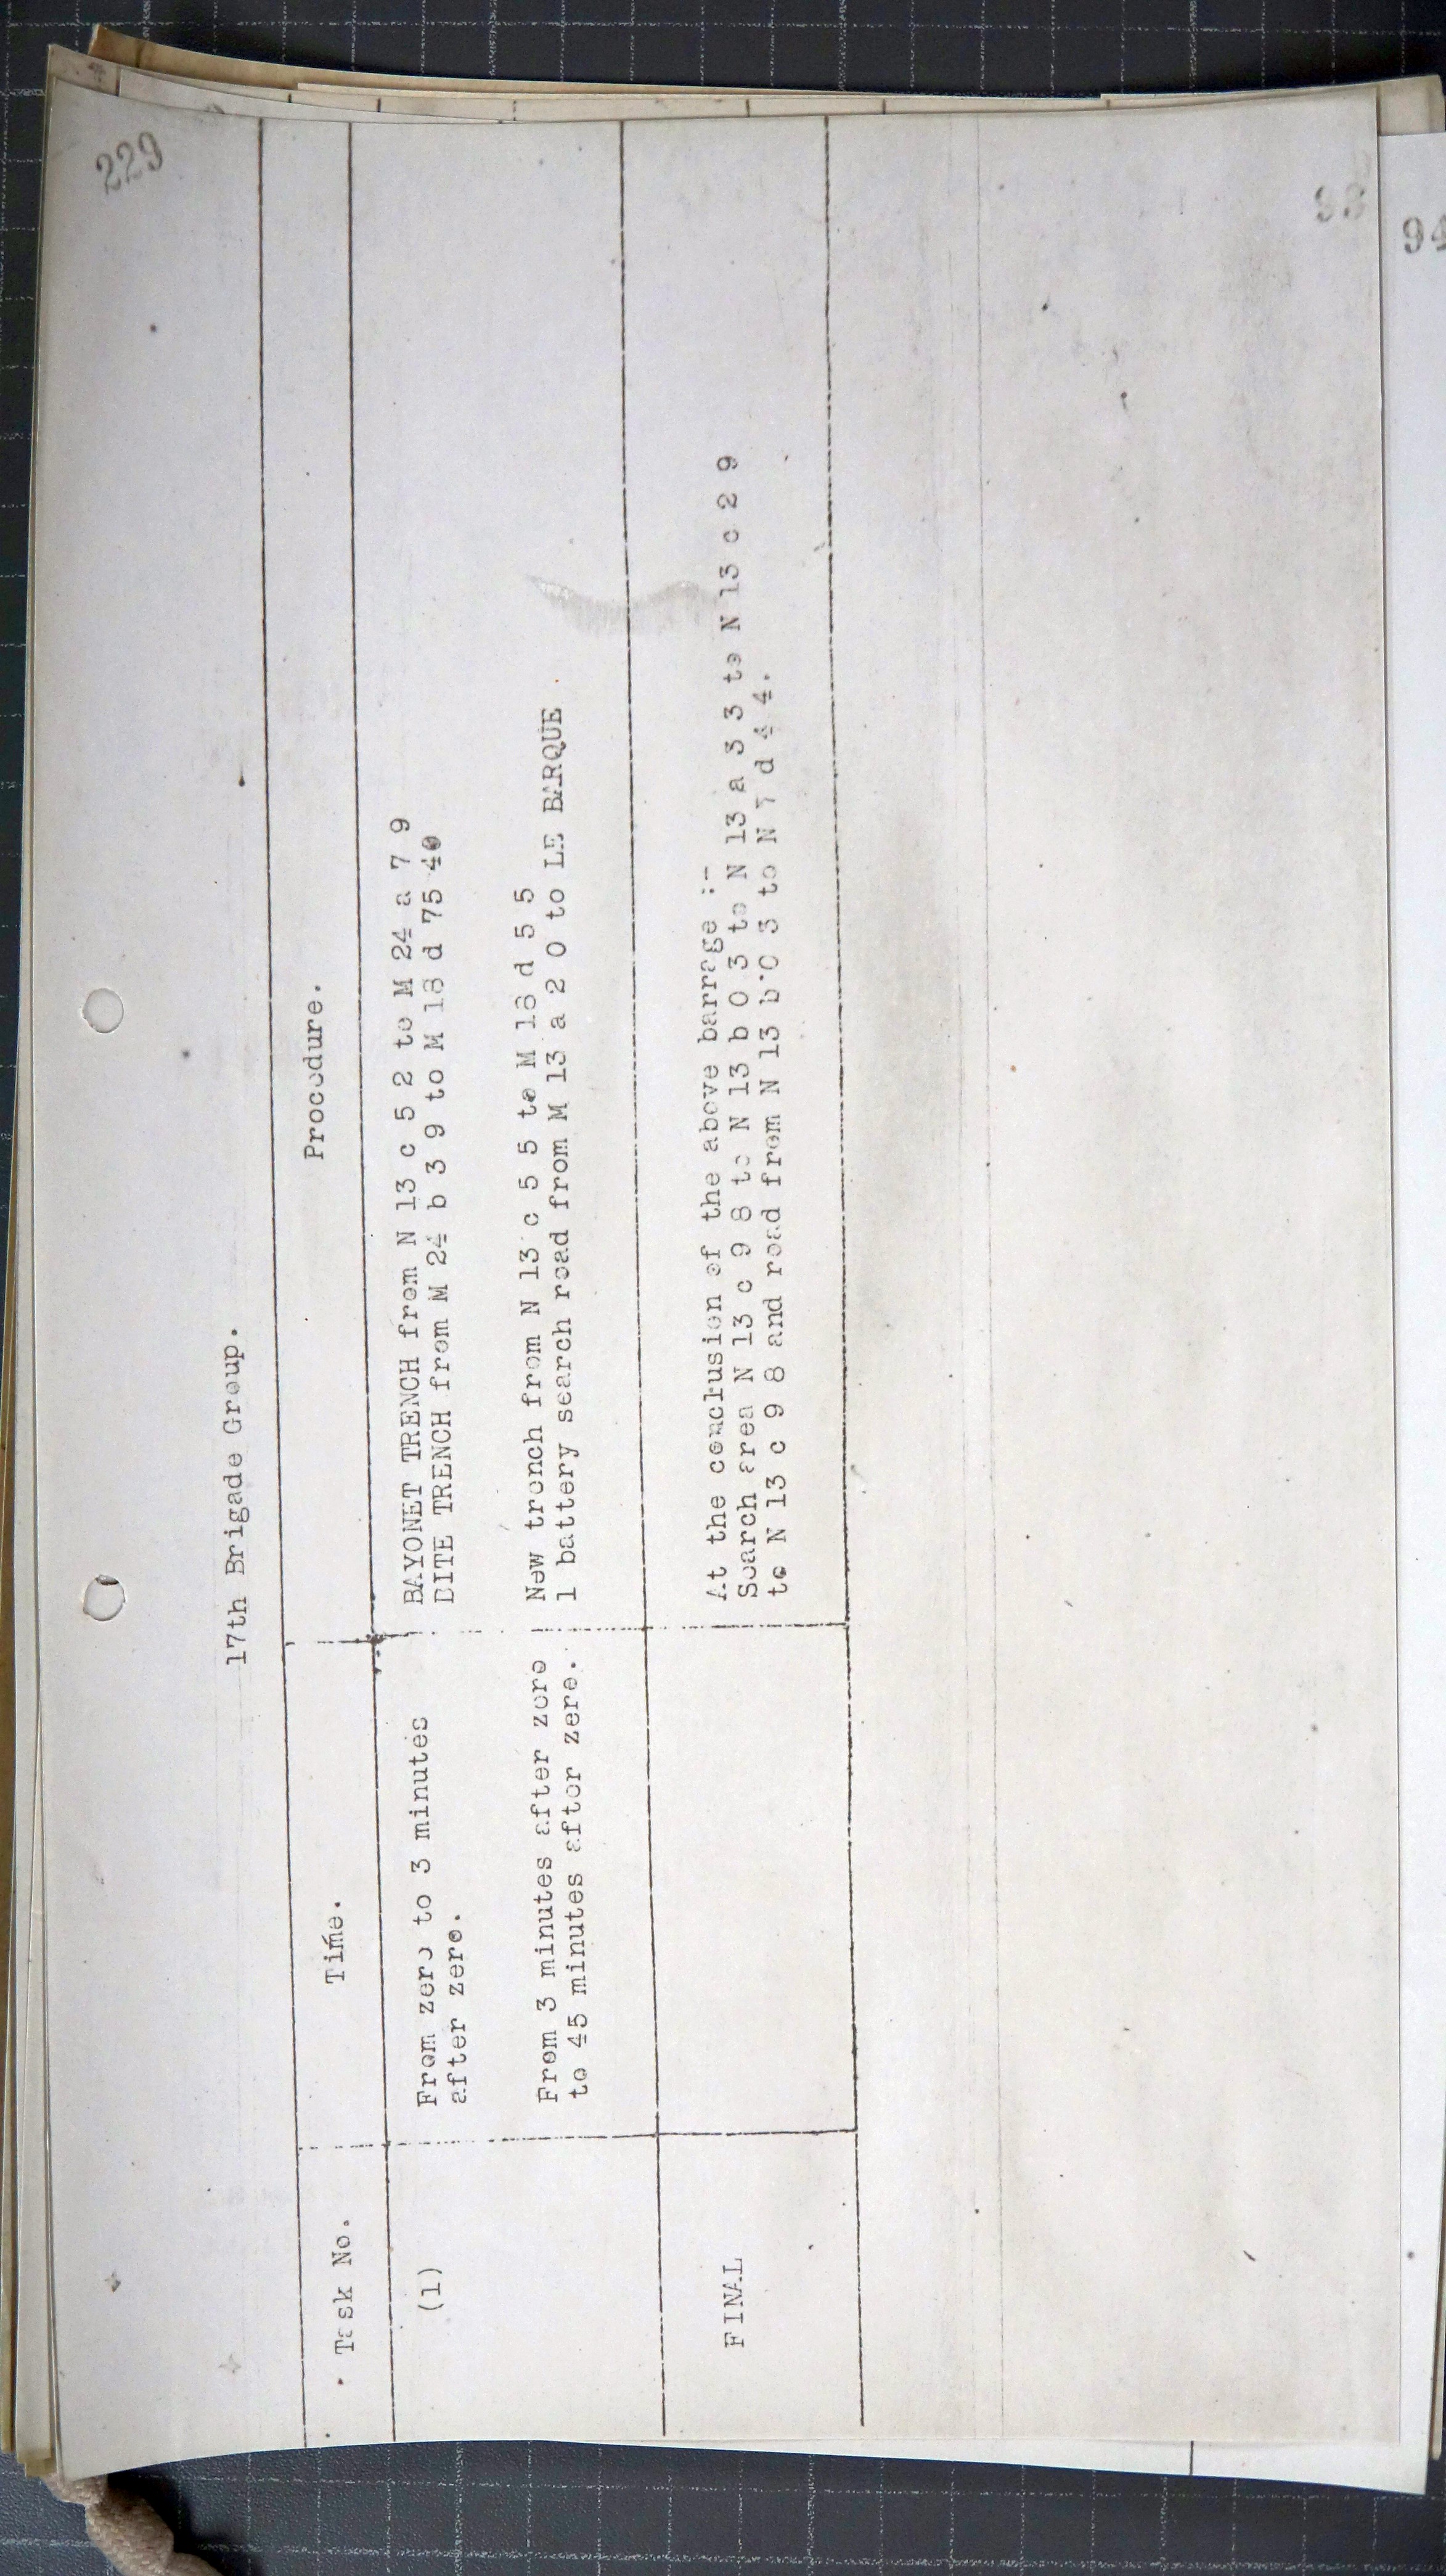 229
17th Brigade Group.
Task No.
Time.
Procedure.
(1)
From zero to 3 minutes
after zero.
BAYONET TRENCH from N 13 c 5 2 to M 24 a 7 9
DITE TRENCH from M 24 b 3 9 to M 18 d 75 40
From 3 minutes after zero
to 45 minutes after zero.
New trench from N 13 c 5 5 to M 18 d 5 5
1 battery search road from M 13 a 2 0 to LE BARQUE
FINAL
At the conclusion of the above barrage :-
Search area N 13 c 9 8 to N 13 b 0 3 to N 13 a 3 3 to N 13 c 2 9
to N 13 c 9 8 and road from N 13 b 0 3 to N 7 d 4 4.
93
94